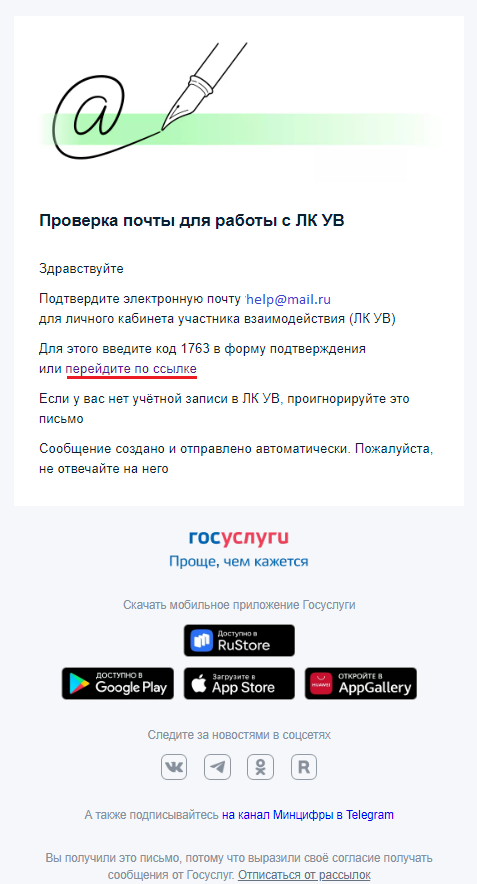 @
Проверка почты для работы с ЛК УВ
Здравствуйте
Подтвердите электронную почту help@mail.ru
для личного кабинета участника взаимодействия (ЛК УВ)
Для этого введите код 1763 в форму подтверждения
или перейдите по ссылке
Если у вас нет учётной записи в ЛК УВ, проигнорируйте это
письмо
Сообщение создано и отправлено автоматически. Пожалуйста,
не отвечайте на него
госуслуги
Проще, чем кажется
Скачать мобильное приложение Госуслуги
Доступно в
RuStore
ДОСТУПНО В
Google Play
Загрузите в
App Store
ОТКРОЙТЕ В
AppGallery
HUAWEI
Следите за новостями в соцсетях
А также подписывайтесь на канал Минцифры в Telegram
Вы получили это письмо, потому что выразили своё согласие получать
сообщения от Госуслуг. Отписаться от рассылок